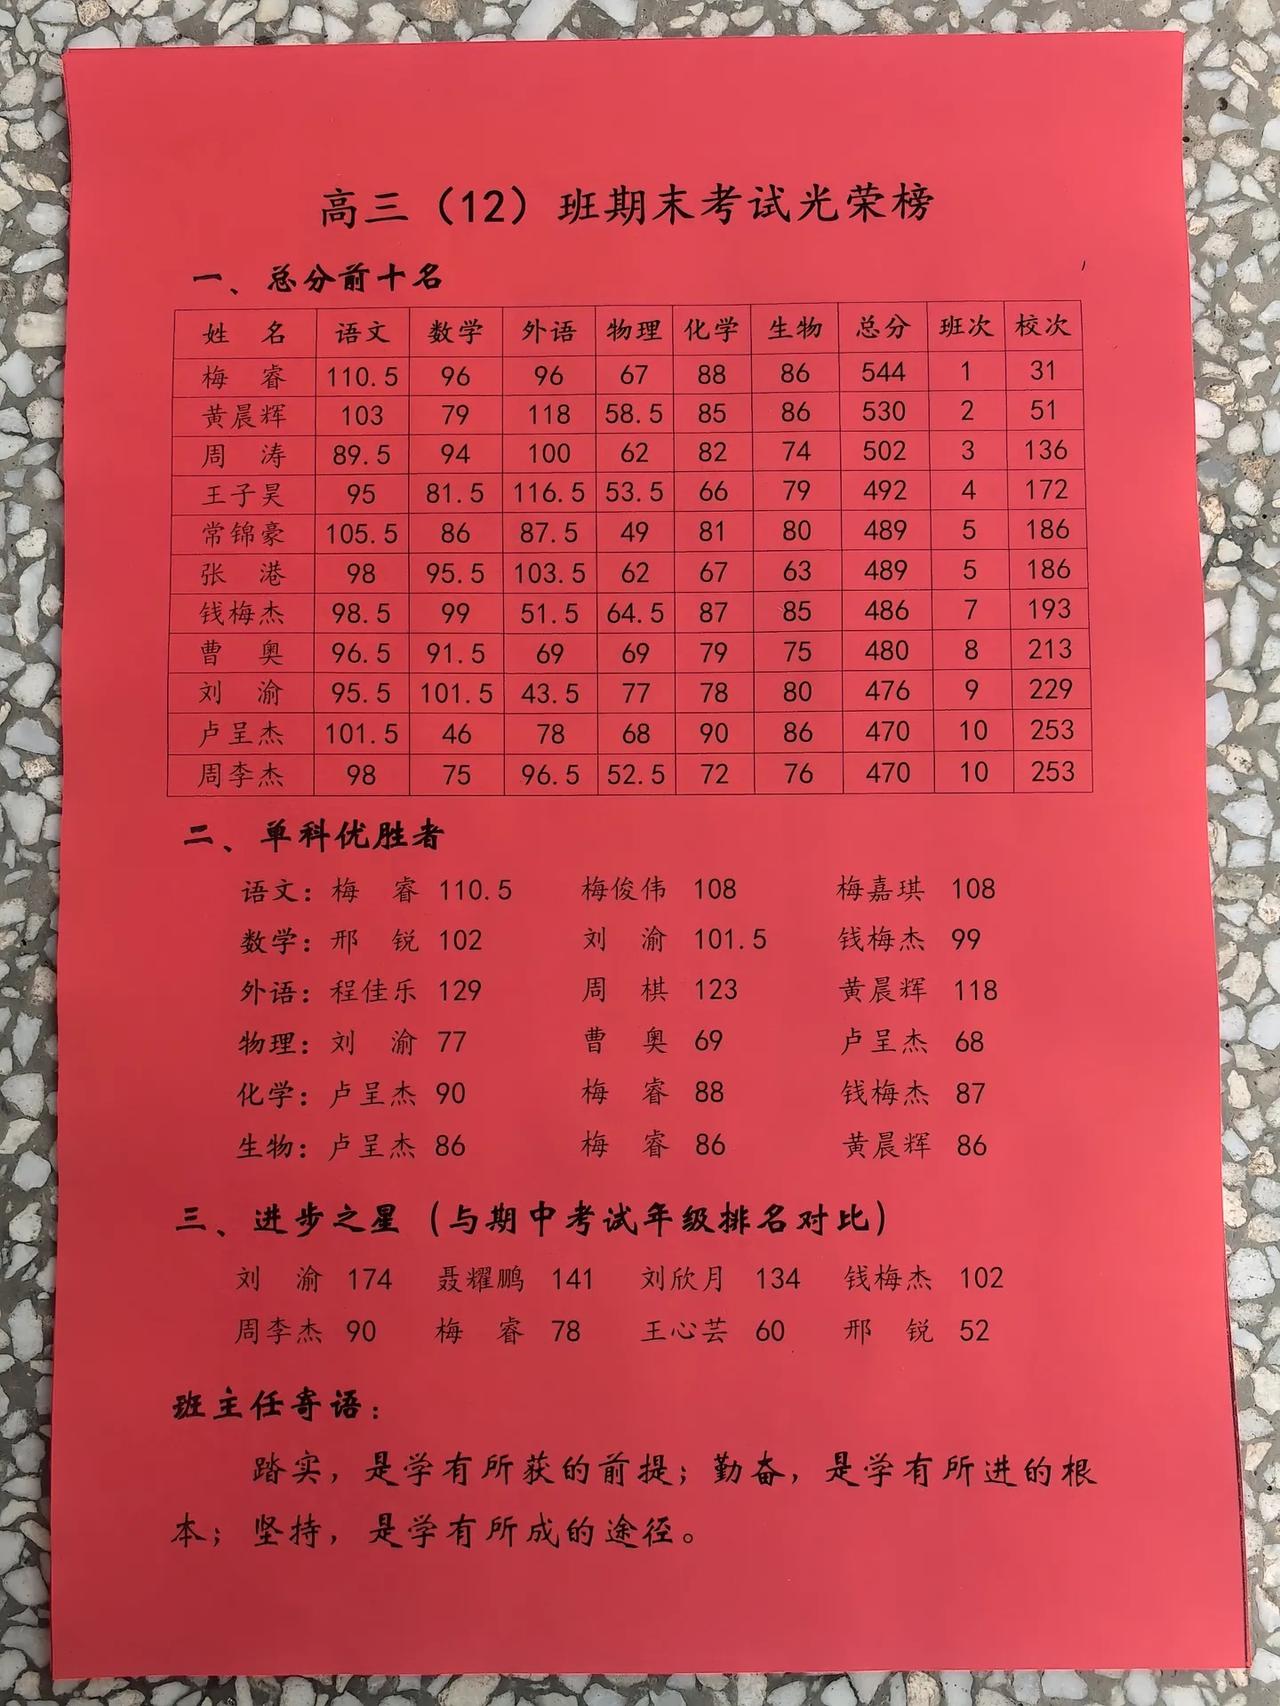 高三（12）班期末考试光荣榜
一、总分前十名
姓 名 语文 数学 外语 物理 化学 生物 总分 班次 校次
梅 睿 110.5 96 96 67 88 86 544 1 31
黄晨辉 103 79 118 58.5 85 86 530 2 51
周 涛 89.5 94 100 62 82 74 502 3 136
王子昊 95 81.5 116.5 53.5 66 79 492 4 172
常锦豪 105.5 86 87.5 49 81 80 489 5 186
张 港 98 95.5 103.5 62 67 63 489 5 186
钱梅杰 98.5 99 51.5 64.5 87 85 486 7 193
曹 奥 96.5 91.5 69 69 79 75 480 8 213
刘 渝 95.5 101.5 43.5 77 78 80 476 9 229
卢呈杰 101.5 46 78 68 90 86 470 10 253
周李杰 98 75 96.5 52.5 72 76 470 10 253
二、单科优胜者
语文：梅 睿 110.5 梅俊伟 108 梅嘉琪 108
数学：邢 锐 102 刘 渝 101.5 钱梅杰 99
外语：程佳乐 129 周 棋 123 黄晨辉 118
物理：刘 渝 77 曹 奥 69 卢呈杰 68
化学：卢呈杰 90 梅 睿 88 钱梅杰 87
生物：卢呈杰 86 梅 睿 86 黄晨辉 86
三、进步之星（与期中考试年级排名对比）
刘 渝 174 聂耀鹏 141 刘欣月 134 钱梅杰 102
周李杰 90 梅 睿 78 王心芸 60 邢 锐 52
班主任寄语：
踏实，是学有所获的前提；勤奋，是学有所进的根
本；坚持，是学有所成的途径。